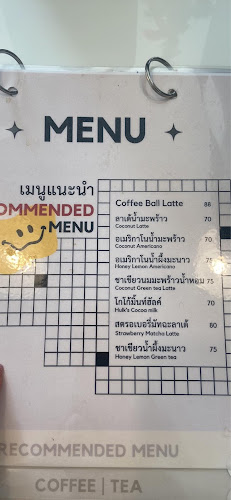 MENU
เมนูแนะนำ
OMMENDED
MENU
Coffee Ball Latte 88
ลาเต้น้ำมะพร้าว 70
Coconut Latte
อเมริกาโนน้ำมะพร้าว 70
Coconut Americano
อเมริกาโนน้ำผึ้งมะนาว 75
Honey Lemon Americano
ชาเขียวนมมะพร้าวน้ำหอม 75
Coconut Green tea Latte
โกโก้มิ้นท์ฮัลค์ 70
Hulk's Cocoa milk
สตรอเบอรี่มัทฉะลาเต้ 80
Strawberry Matcha Latte
ชาเขียวน้ำผึ้งมะนาว 75
Honey Lemon Green tea
RECOMMENDED MENU
COFFEE | TEA